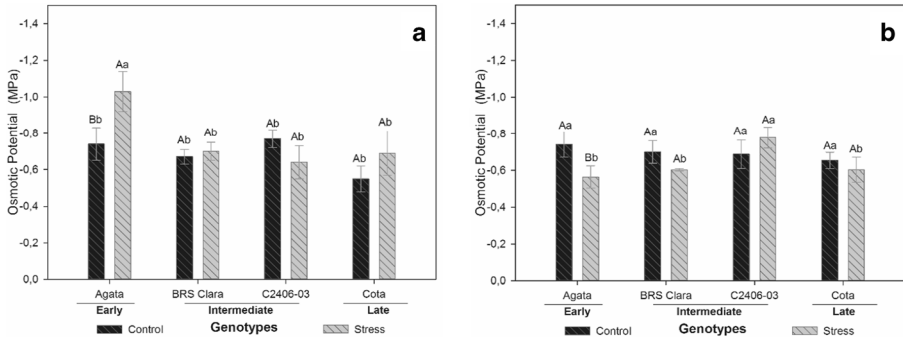 a
-1,4
-1,2
-1,0
-0,8
-0,6
-0,4
-0,2
0,0
Osmotic Potential (MPa)
Bb
Aa
Ab
Ab
Ab
Ab
Ab
Ab
Agata
BRS Clara
C2406-03
Cota
Early
Intermediate
Late
Control
Genotypes
Stress
b
-1,4
-1,2
-1,0
-0,8
-0,6
-0,4
-0,2
0,0
Osmotic Potential (MPa)
Aa
Bb
Aa
Ab
Aa
Aa
Aa
Ab
Agata
BRS Clara
C2406-03
Cota
Early
Intermediate
Late
Control
Genotypes
Stress